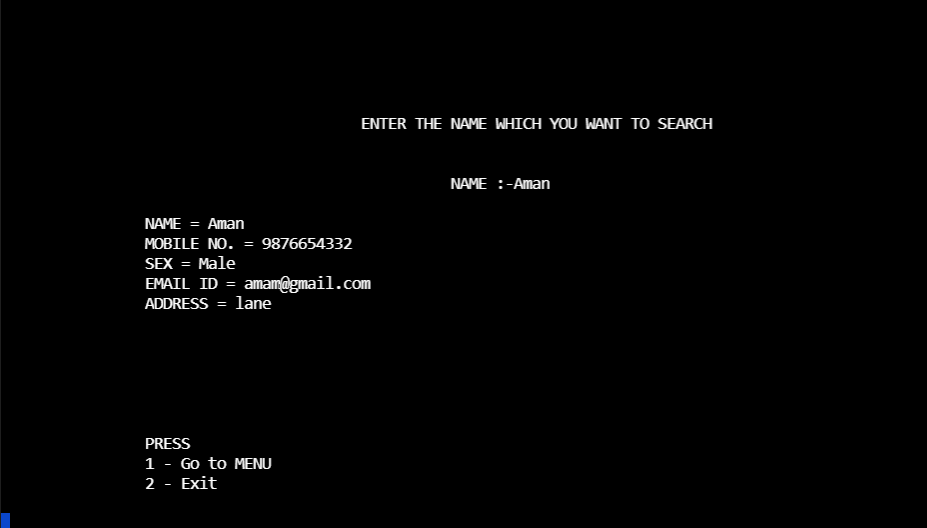 ENTER THE NAME WHICH YOU WANT TO SEARCH
NAME :-Aman
NAME = Aman
MOBILE NO. = 9876654332
SEX = Male
EMAIL ID = amam@gmail.com
ADDRESS = lane
PRESS
1 - Go to MENU
2 - Exit